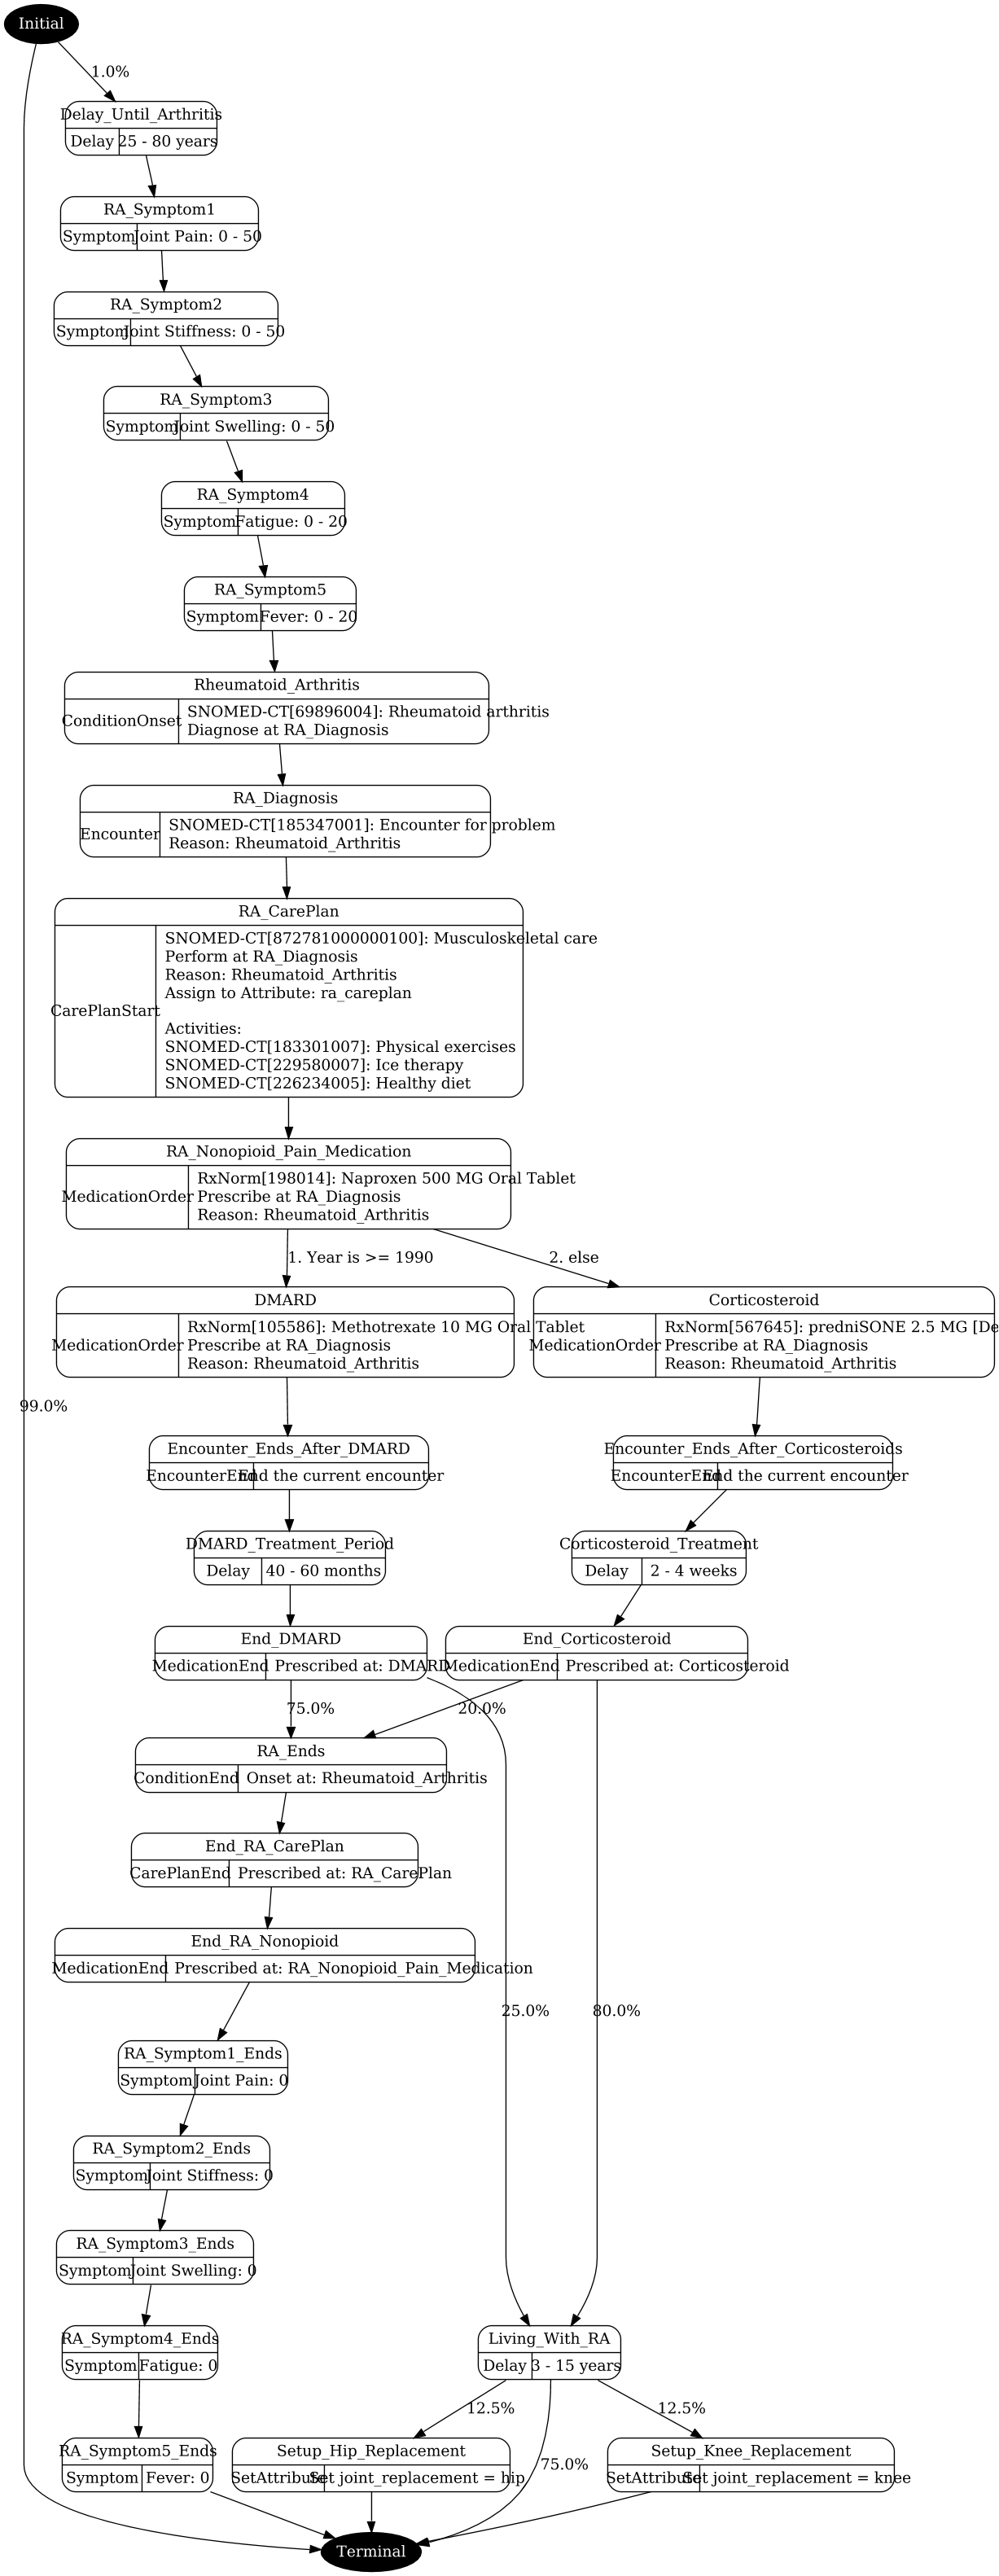 Initial
1.0%
Delay_Until_Arthritis
Delay 25 - 80 years
RA_Symptom1
Symptom Joint Pain: 0 - 50
RA_Symptom2
Symptom Joint Stiffness: 0 - 50
RA_Symptom3
Symptom Joint Swelling: 0 - 50
RA_Symptom4
Symptom Fatigue: 0 - 20
RA_Symptom5
Symptom Fever: 0 - 20
Rheumatoid_Arthritis
ConditionOnset
SNOMED-CT[69896004]: Rheumatoid arthritis
Diagnose at RA_Diagnosis
RA_Diagnosis
Encounter
SNOMED-CT[185347001]: Encounter for problem
Reason: Rheumatoid_Arthritis
RA_CarePlan
CarePlanStart
SNOMED-CT[872781000000100]: Musculoskeletal care
Perform at RA_Diagnosis
Reason: Rheumatoid_Arthritis
Assign to Attribute: ra_careplan
Activities:
SNOMED-CT[183301007]: Physical exercises
SNOMED-CT[229580007]: Ice therapy
SNOMED-CT[226234005]: Healthy diet
RA_Nonopioid_Pain_Medication
MedicationOrder
RxNorm[198014]: Naproxen 500 MG Oral Tablet
Prescribe at RA_Diagnosis
Reason: Rheumatoid_Arthritis
1. Year is >= 1990
2. else
DMARD
MedicationOrder
RxNorm[105586]: Methotrexate 10 MG Oral Tablet
Prescribe at RA_Diagnosis
Reason: Rheumatoid_Arthritis
Corticosteroid
MedicationOrder
RxNorm[567645]: predniSONE 2.5 MG [De
Prescribe at RA_Diagnosis
Reason: Rheumatoid_Arthritis
99.0%
Encounter_Ends_After_DMARD
EncounterEnd End the current encounter
Encounter_Ends_After_Corticosteroids
EncounterEnd End the current encounter
DMARD_Treatment_Period
Delay 40 - 60 months
Corticosteroid_Treatment
Delay 2 - 4 weeks
End_DMARD
MedicationEnd Prescribed at: DMARD
End_Corticosteroid
MedicationEnd Prescribed at: Corticosteroid
75.0%
20.0%
RA_Ends
ConditionEnd Onset at: Rheumatoid_Arthritis
End_RA_CarePlan
CarePlanEnd Prescribed at: RA_CarePlan
End_RA_Nonopioid
MedicationEnd Prescribed at: RA_Nonopioid_Pain_Medication
25.0%
80.0%
RA_Symptom1_Ends
Symptom Joint Pain: 0
RA_Symptom2_Ends
Symptom Joint Stiffness: 0
RA_Symptom3_Ends
Symptom Joint Swelling: 0
RA_Symptom4_Ends
Symptom Fatigue: 0
Living_With_RA
Delay 3 - 15 years
12.5%
12.5%
75.0%
RA_Symptom5_Ends
Symptom Fever: 0
Setup_Hip_Replacement
SetAttribute Set joint_replacement = hip
Setup_Knee_Replacement
SetAttribute Set joint_replacement = knee
Terminal